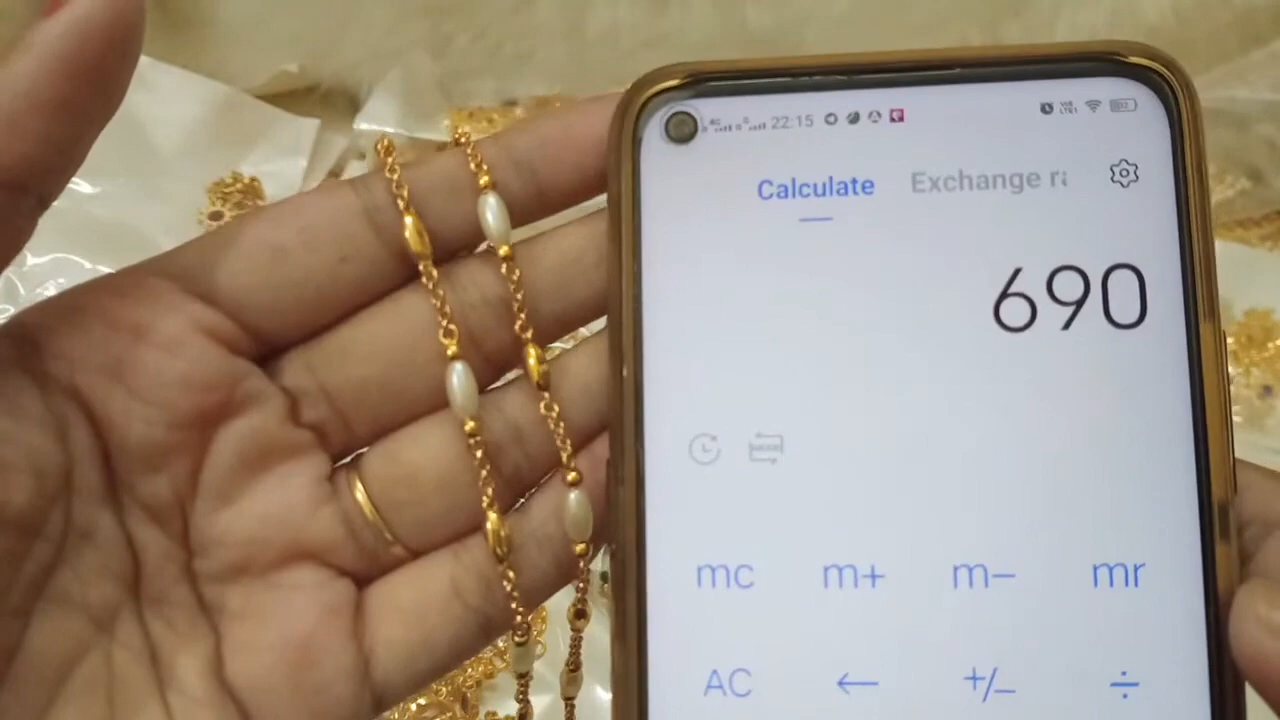 22:15
Calculate Exchange
690
mc m+ m− mr
AC ← +/− ÷